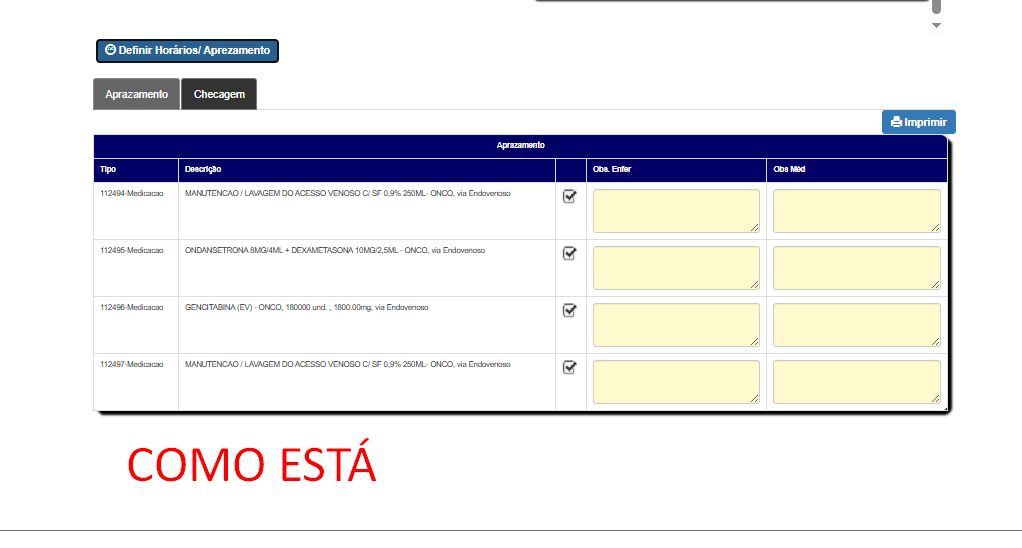 Definir Horários/ Aprezamento
Aprazamento Checagem
Imprimir
Aprazamento
Tipo Descrição Obs. Enfer Obs Méd
112494-Medicacao MANUTENCAO / LAVAGEM DO ACESSO VENOSO C/ SF 0,9% 250ML- ONCO, via Endovenoso
112495-Medicacao ONDANSETRONA 8MG/4ML + DEXAMETASONA 10MG/2,5ML - ONCO, via Endovenoso
112496-Medicacao GENCITABINA (EV) - ONCO, 180000 und. , 1800.00mg, via Endovenoso
112497-Medicacao MANUTENCAO / LAVAGEM DO ACESSO VENOSO C/ SF 0,9% 250ML- ONCO, via Endovenoso
COMO ESTÁ